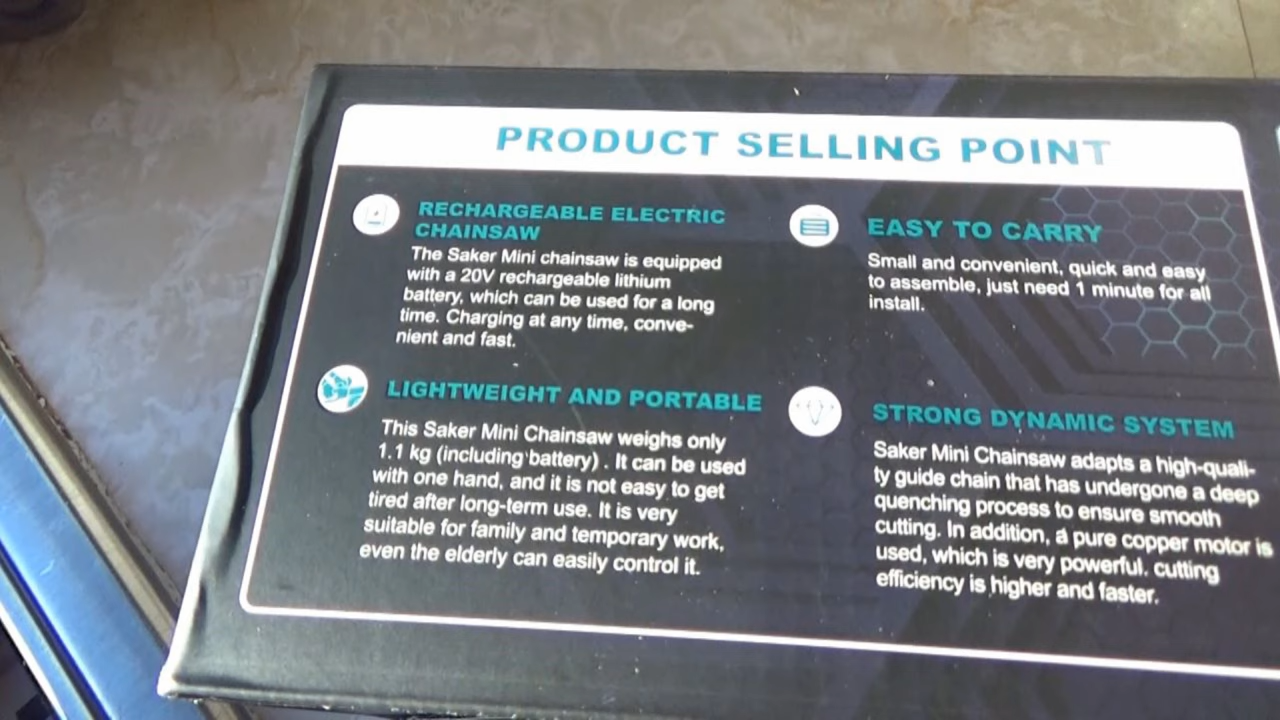 PRODUCT SELLING POINT
RECHARGEABLE ELECTRIC
CHAINSAW
The Saker Mini chainsaw is equipped
with a 20V rechargeable lithium
battery, which can be used for a long
time. Charging at any time, conve-
nient and fast.
EASY TO CARRY
Small and convenient, quick and easy
to assemble, just need 1 minute for all
install.
LIGHTWEIGHT AND PORTABLE
This Saker Mini Chainsaw weighs only
1.1 kg (including battery) . It can be used
with one hand, and it is not easy to get
tired after long-term use. It is very
suitable for family and temporary work,
even the elderly can easily control it.
STRONG DYNAMIC SYSTEM
Saker Mini Chainsaw adapts a high-quali-
ty guide chain that has undergone a deep
quenching process to ensure smooth
cutting. In addition, a pure copper motor is
used, which is very powerful. cutting
efficiency is higher and faster.